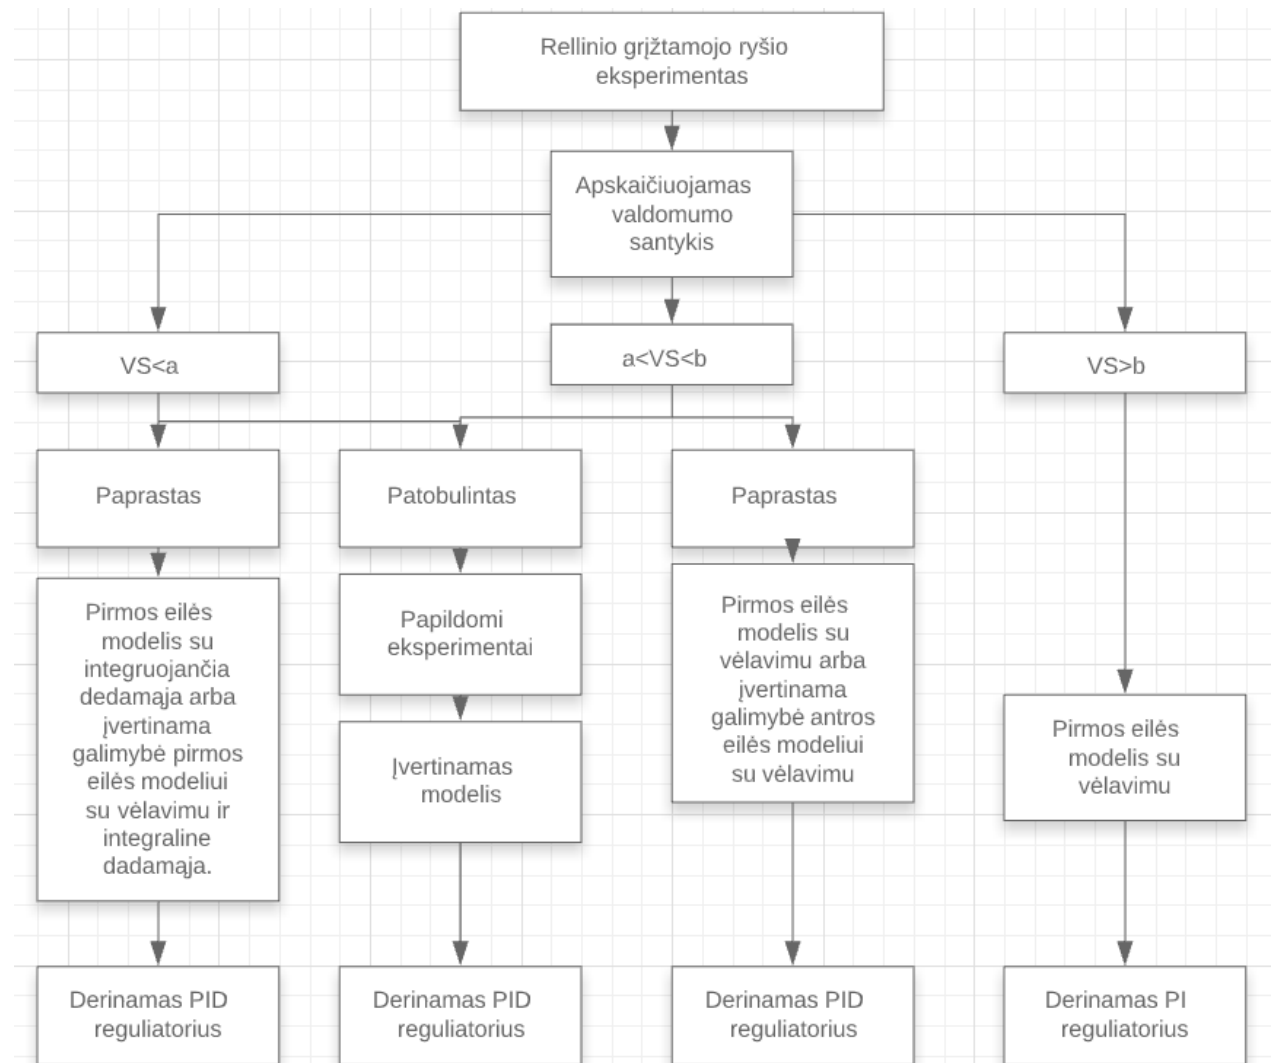 Rellinio grįžtamojo ryšio
eksperimentas
Apskaičiuojamas
valdomumo
santykis
VS<a
a<VS<b
VS>b
Paprastas
Patobulintas
Paprastas
Pirmos eilės
modelis su
integruojančia
dedamąja arba
įvertinama
galimybė pirmos
eilės modeliui
su vėlavimu ir
integraline
dadamąja.
Papildomi
eksperimentai
Įvertinamas
modelis
Pirmos eilės
modelis su
vėlavimu arba
įvertinama
galimybė antros
eilės modeliui
su vėlavimu
Pirmos eilės
modelis su
vėlavimu
Derinamas PID
reguliatorius
Derinamas PID
reguliatorius
Derinamas PID
reguliatorius
Derinamas PI
reguliatorius